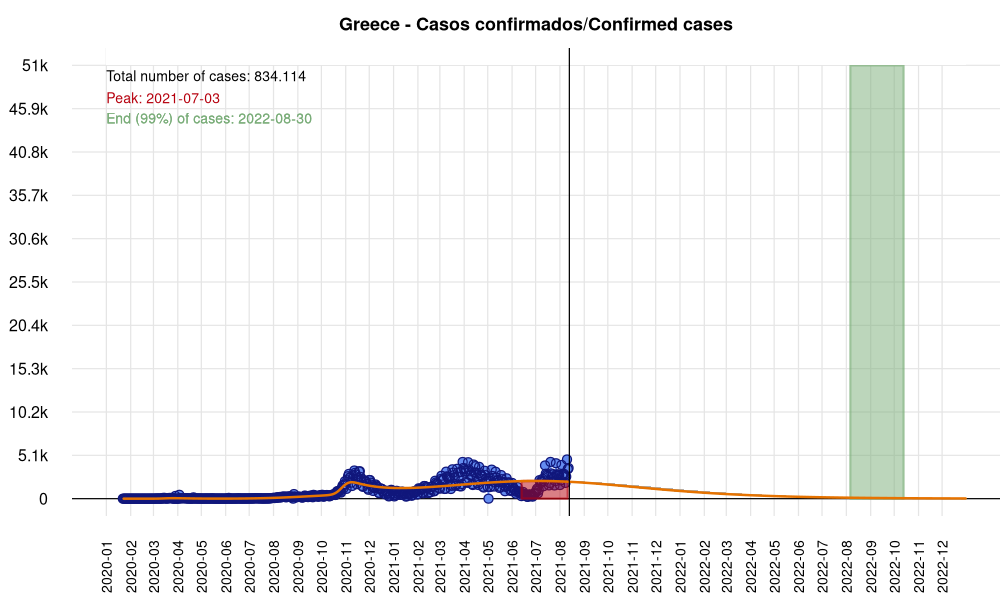 Greece - Casos confirmados/Confirmed cases
Total number of cases: 834.114
Peak: 2021-07-03
End (99%) of cases: 2022-08-30
51k
45.9k
40.8k
35.7k
30.6k
25.5k
20.4k
15.3k
10.2k
5.1k
0
2020-01
2020-02
2020-03
2020-04
2020-05
2020-06
2020-07
2020-08
2020-09
2020-10
2020-11
2020-12
2021-01
2021-02
2021-03
2021-04
2021-05
2021-06
2021-07
2021-08
2021-09
2021-10
2021-11
2021-12
2022-01
2022-02
2022-03
2022-04
2022-05
2022-06
2022-07
2022-08
2022-09
2022-10
2022-11
2022-12